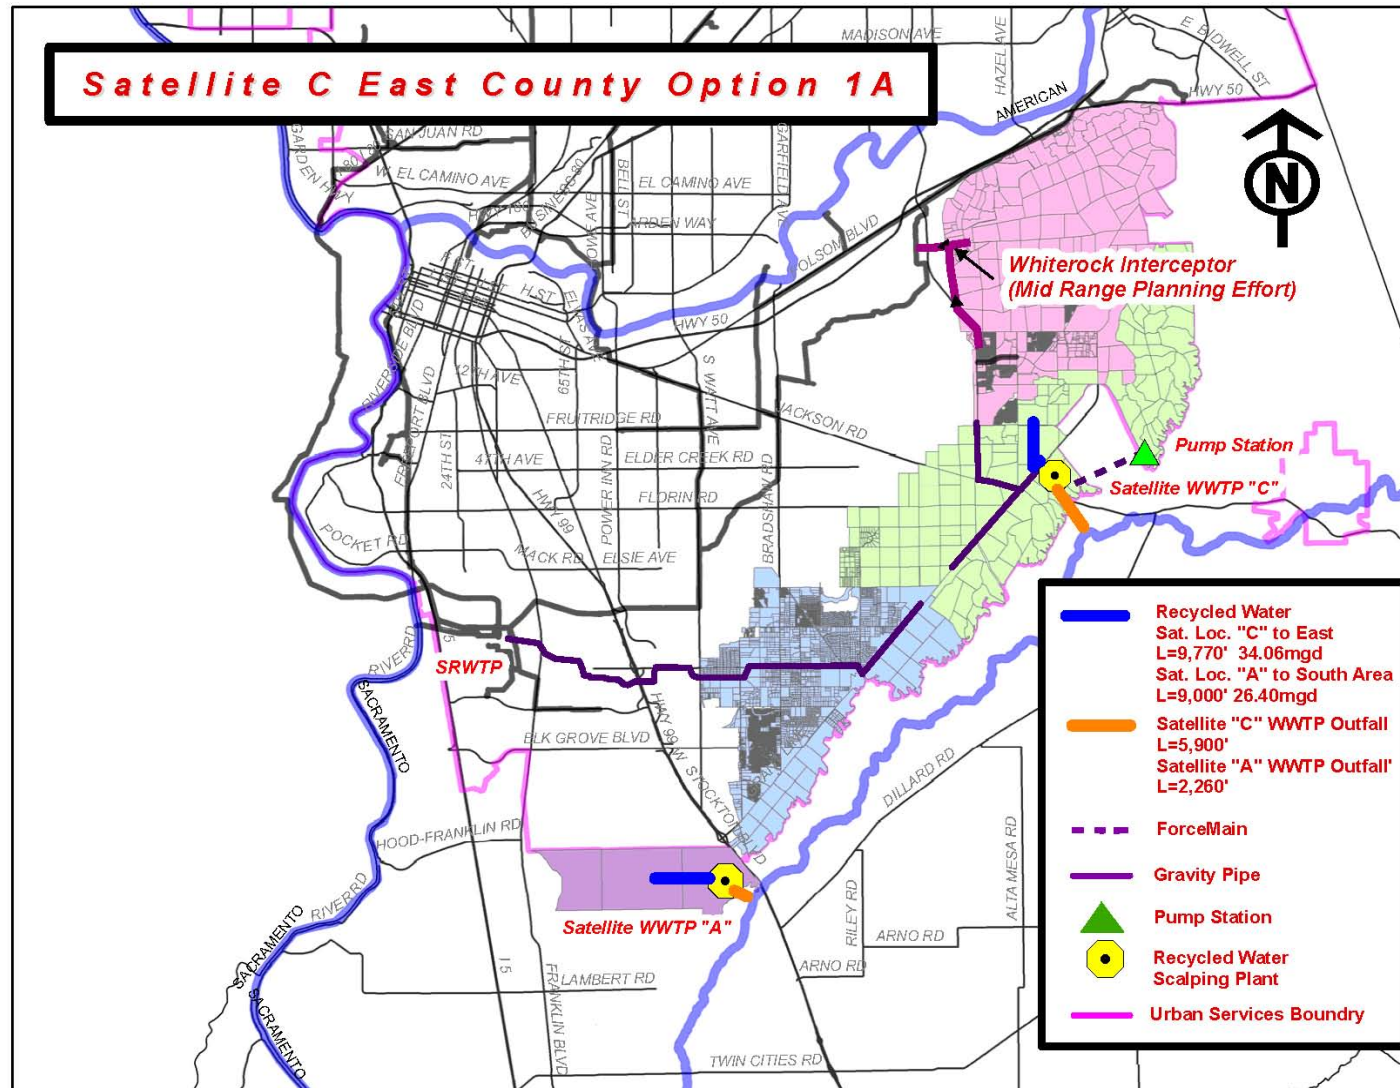 Satellite C East County Option 1A
MADISON AVE
HAZEL AVE
E BIDWELL ST
HWY 50
AMERICAN
N
GARDEN HWY
SAN JUAN RD
W EL CAMINO AVE
BUSINESS 80
HOWE AVE
BELL ST
EL CAMINO AVE
ARDEN WAY
GARFIELD AVE
OLSOM BLVD
H ST
ELVAS AVE
HWY 50
Whiterock Interceptor
(Mid Range Planning Effort)
RIVERSIDE BLVD
FREEPORT BLVD
24TH ST
12TH AVE
65TH ST
S WATT AVE
FRUITRIDGE RD
JACKSON RD
47TH AVE
ELDER CREEK RD
POWER INN RD
BRADSHAW RD
FLORIN RD
HWY 99
POCKET RD
MACK RD
ELSIE AVE
Pump Station
Satellite WWTP "C"
SRWTP
RIVER RD
SACRAMENTO
HWY 99
W STOCKTON BLVD
ELK GROVE BLVD
DILLARD RD
HOOD-FRANKLIN RD
RIVER RD
SACRAMENTO
SACRAMENTO
Satellite WWTP "A"
RILEY RD
ALTA MESA RD
ARNO RD
ARNO RD
I 5
FRANKLIN BLVD
LAMBERT RD
TWIN CITIES RD
Recycled Water
Sat. Loc. "C" to East
L=9,770' 34.06mgd
Sat. Loc. "A" to South Area
L=9,000' 26.40mgd
Satellite "C" WWTP Outfall
L=5,900'
Satellite "A" WWTP Outfall'
L=2,260'
ForceMain
Gravity Pipe
Pump Station
Recycled Water
Scalping Plant
Urban Services Boundry